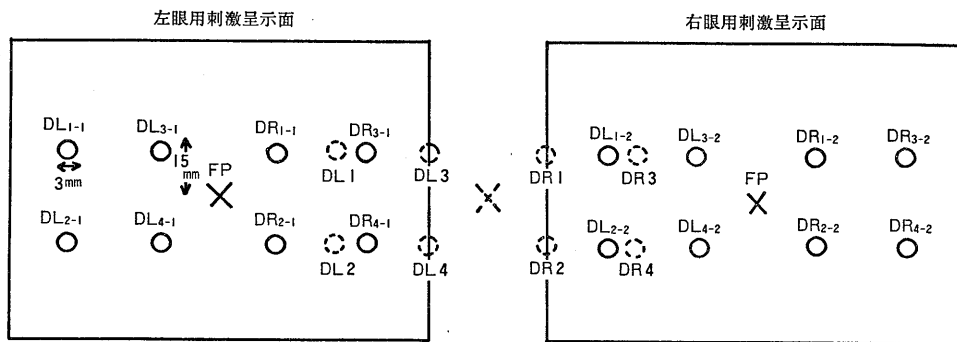 左眼用刺激呈示面
右眼用刺激呈示面
DL1-1
DL3-1
DR1-1
DR3-1
DL1-2
DL3-2
DR1-2
DR3-2
15
mm
3mm
FP
DL1
DL3
DR1
DR3
FP
DL2-1
DL4-1
DR2-1
DR4-1
DL2-2
DL4-2
DR2-2
DR4-2
DL2
DL4
DR2
DR4